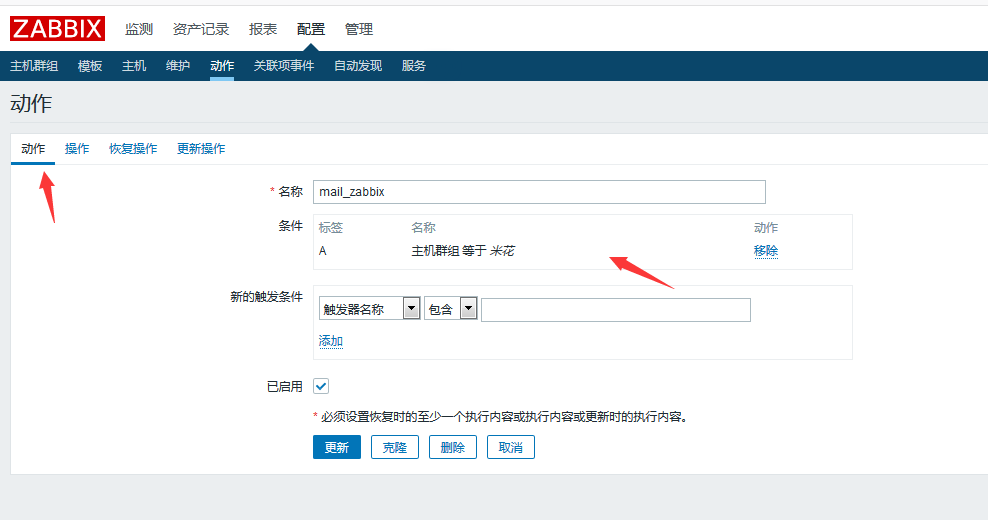 ZABBIX 监测 资产记录 报表 配置 管理
主机群组 模板 主机 维护 动作 关联项事件 自动发现 服务
动作
动作 操作 恢复操作 更新操作
* 名称 mail_zabbix
条件 标签 名称 动作
A 主机群组 等于 米花 移除
新的触发条件
触发器名称 包含
添加
已启用
* 必须设置恢复时的至少一个执行内容或执行内容或更新时的执行内容。
更新 克隆 删除 取消